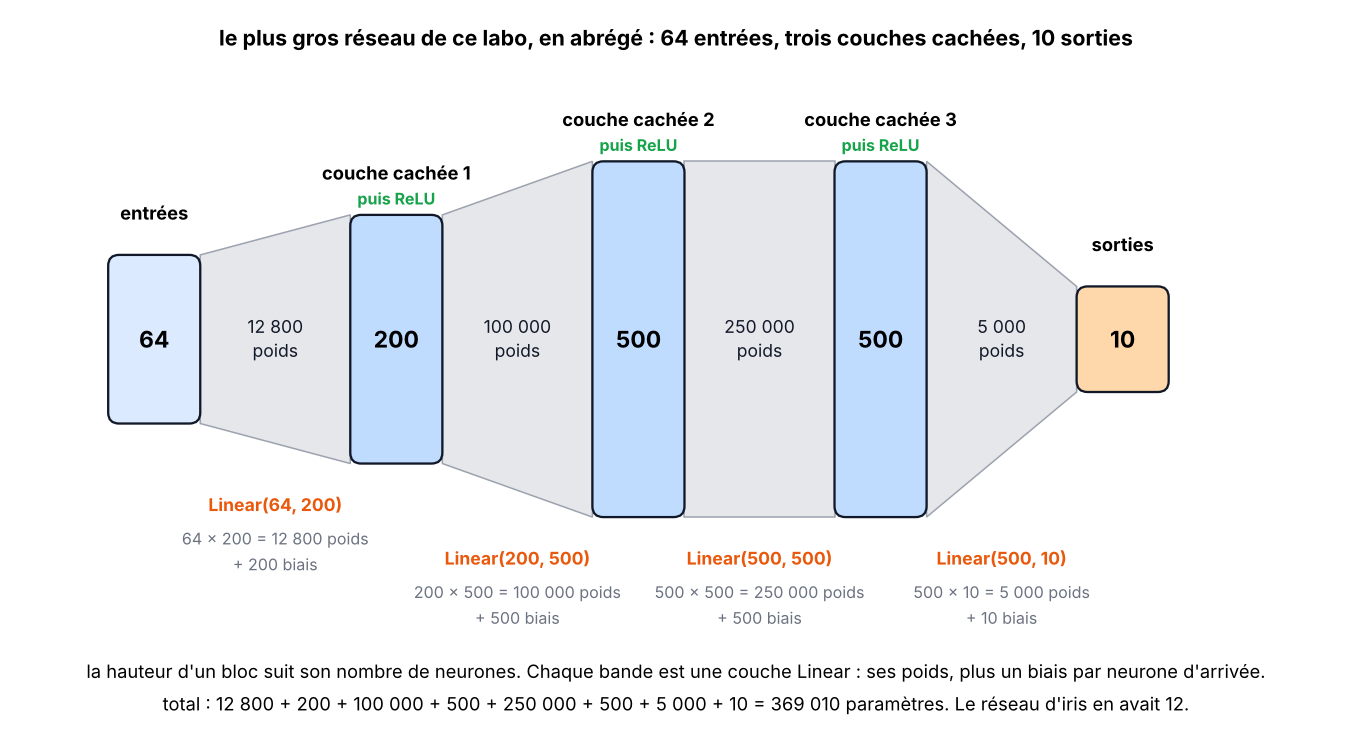 le plus gros réseau de ce labo, en abrégé : 64 entrées, trois couches cachées, 10 sorties
entrées
64
12 800
poids
couche cachée 1
puis ReLU
200
100 000
poids
couche cachée 2
puis ReLU
500
250 000
poids
couche cachée 3
puis ReLU
500
5 000
poids
sorties
10
Linear(64, 200)
64 × 200 = 12 800 poids
+ 200 biais
Linear(200, 500)
200 × 500 = 100 000 poids
+ 500 biais
Linear(500, 500)
500 × 500 = 250 000 poids
+ 500 biais
Linear(500, 10)
500 × 10 = 5 000 poids
+ 10 biais
la hauteur d'un bloc suit son nombre de neurones. Chaque bande est une couche Linear : ses poids, plus un biais par neurone d'arrivée.
total : 12 800 + 200 + 100 000 + 500 + 250 000 + 500 + 5 000 + 10 = 369 010 paramètres. Le réseau d'iris en avait 12.